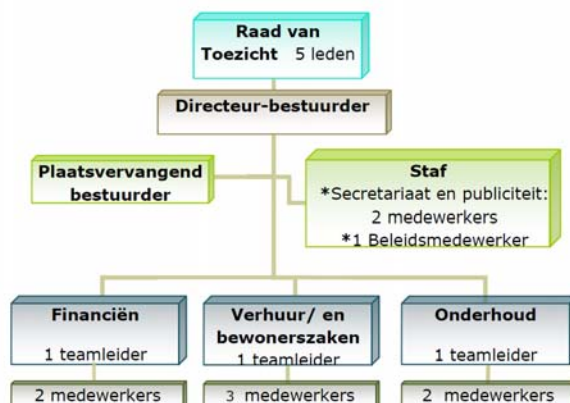 Raad van
Toezicht 5 leden
Directeur-bestuurder
Plaatsvervangend
bestuurder
Staf
*Secretariaat en publiciteit:
2 medewerkers
*1 Beleidsmedewerker
Financiën
1 teamleider
Verhuur/ en
bewonerszaken
1 teamleider
Onderhoud
1 teamleider
2 medewerkers
3 medewerkers
2 medewerkers